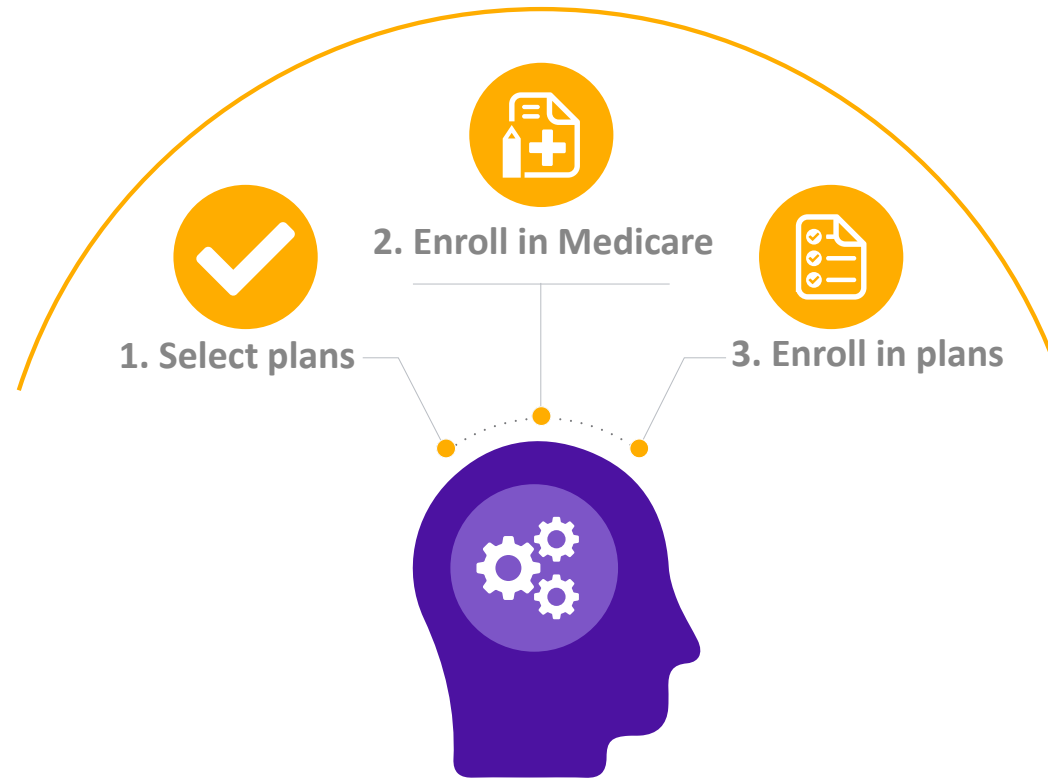 1. Select plans
2. Enroll in Medicare
3. Enroll in plans